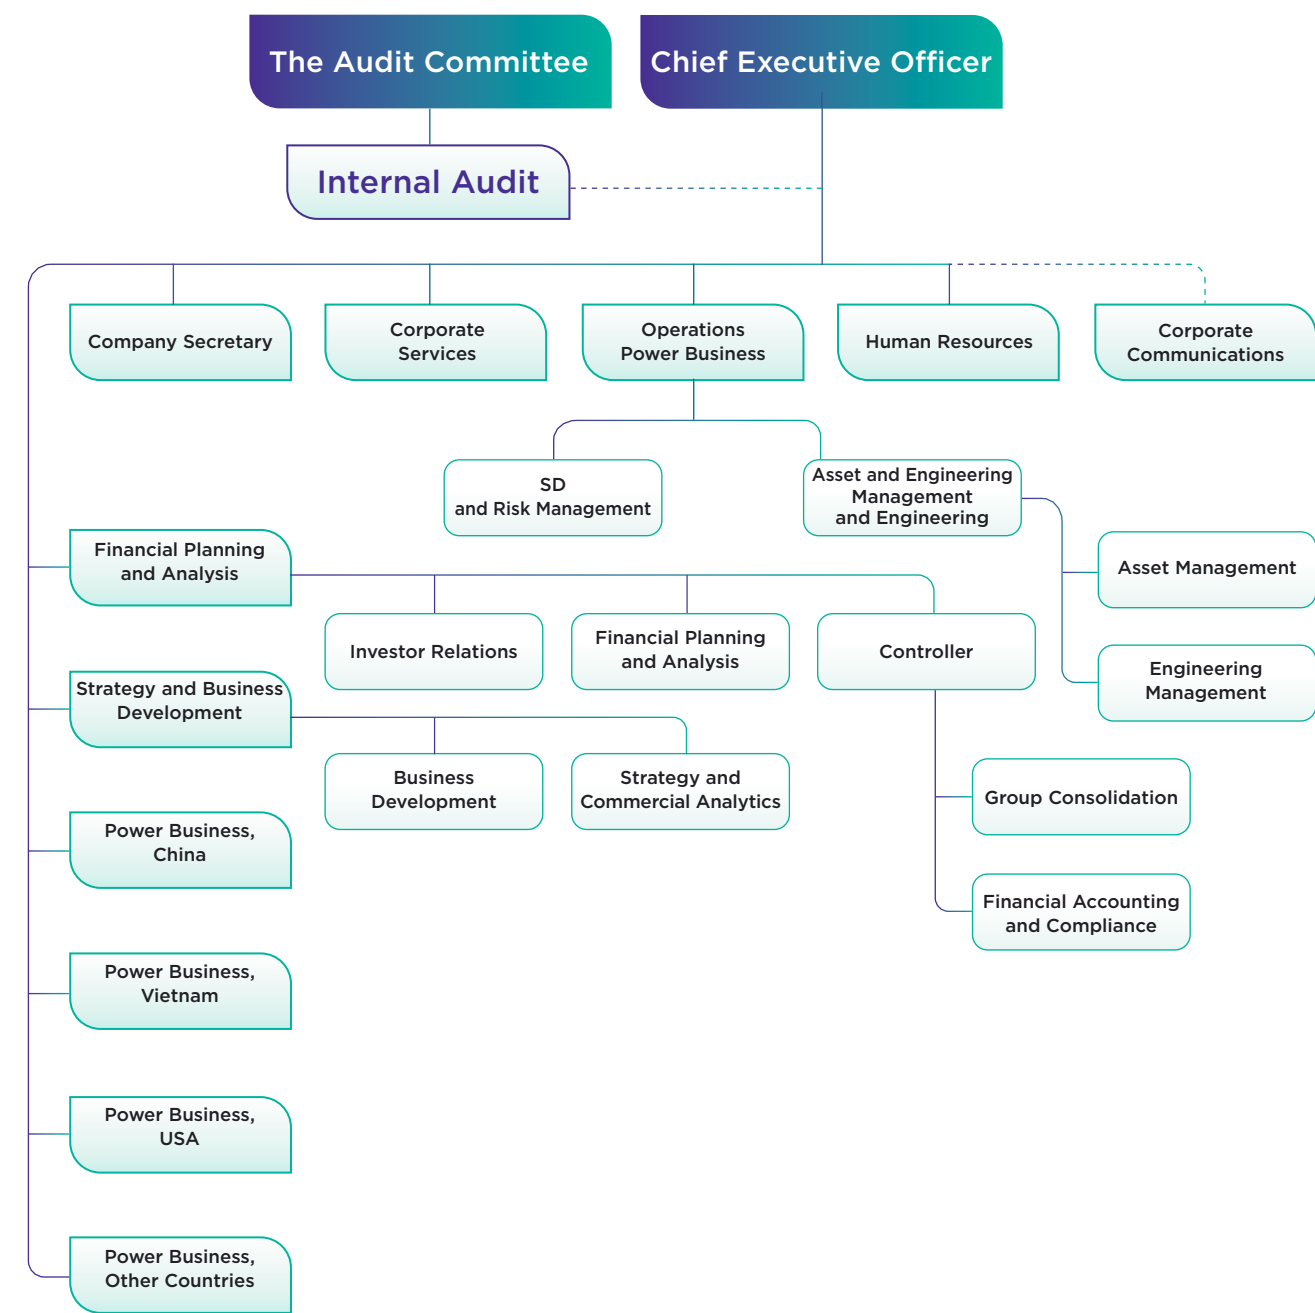 The Audit Committee
Chief Executive Officer
Internal Audit
Company Secretary
Corporate
Services
Operations
Power Business
Human Resources
Corporate
Communications
SD
and Risk Management
Asset and Engineering
Management
and Engineering
Financial Planning
and Analysis
Asset Management
Investor Relations
Financial Planning
and Analysis
Controller
Engineering
Management
Strategy and Business
Development
Business
Development
Strategy and
Commercial Analytics
Group Consolidation
Power Business,
China
Financial Accounting
and Compliance
Power Business,
Vietnam
Power Business,
USA
Power Business,
Other Countries